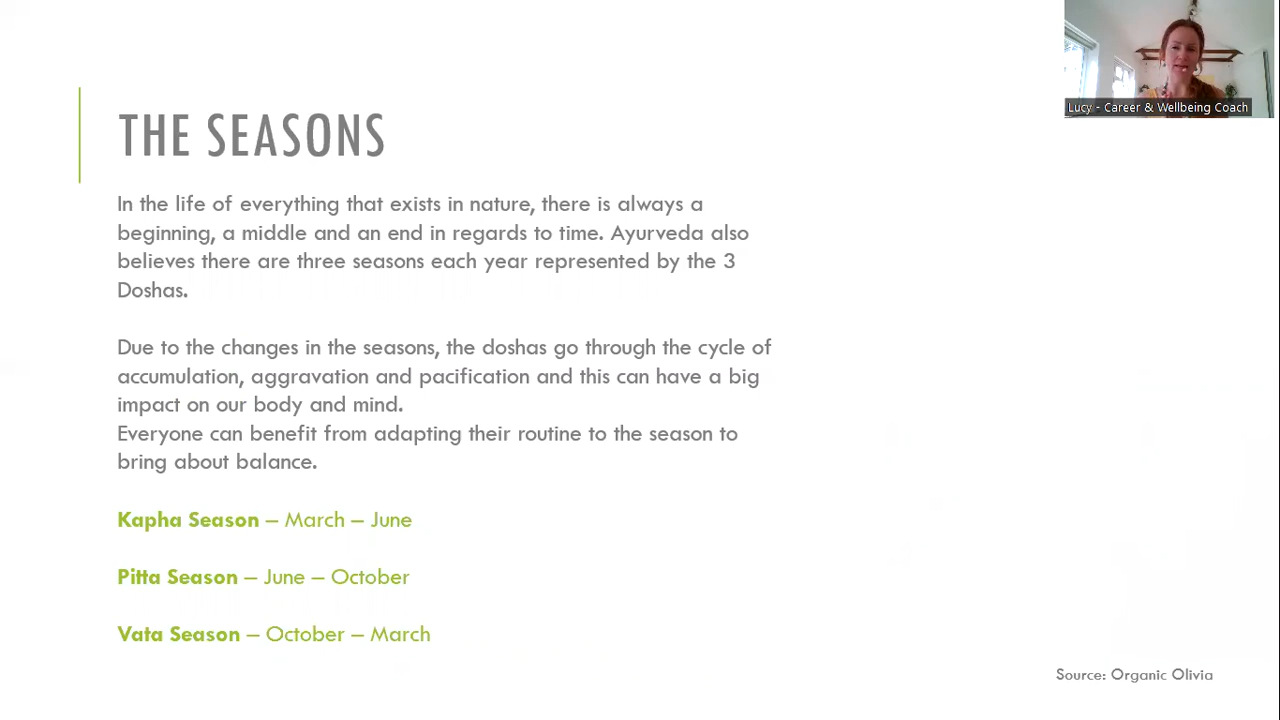 Lucy - Career & Wellbeing Coach
THE SEASONS
In the life of everything that exists in nature, there is always a
beginning, a middle and an end in regards to time. Ayurveda also
believes there are three seasons each year represented by the 3
Doshas.
Due to the changes in the seasons, the doshas go through the cycle of
accumulation, aggravation and pacification and this can have a big
impact on our body and mind.
Everyone can benefit from adapting their routine to the season to
bring about balance.
Kapha Season – March – June
Pitta Season – June – October
Vata Season – October – March
Source: Organic Olivia